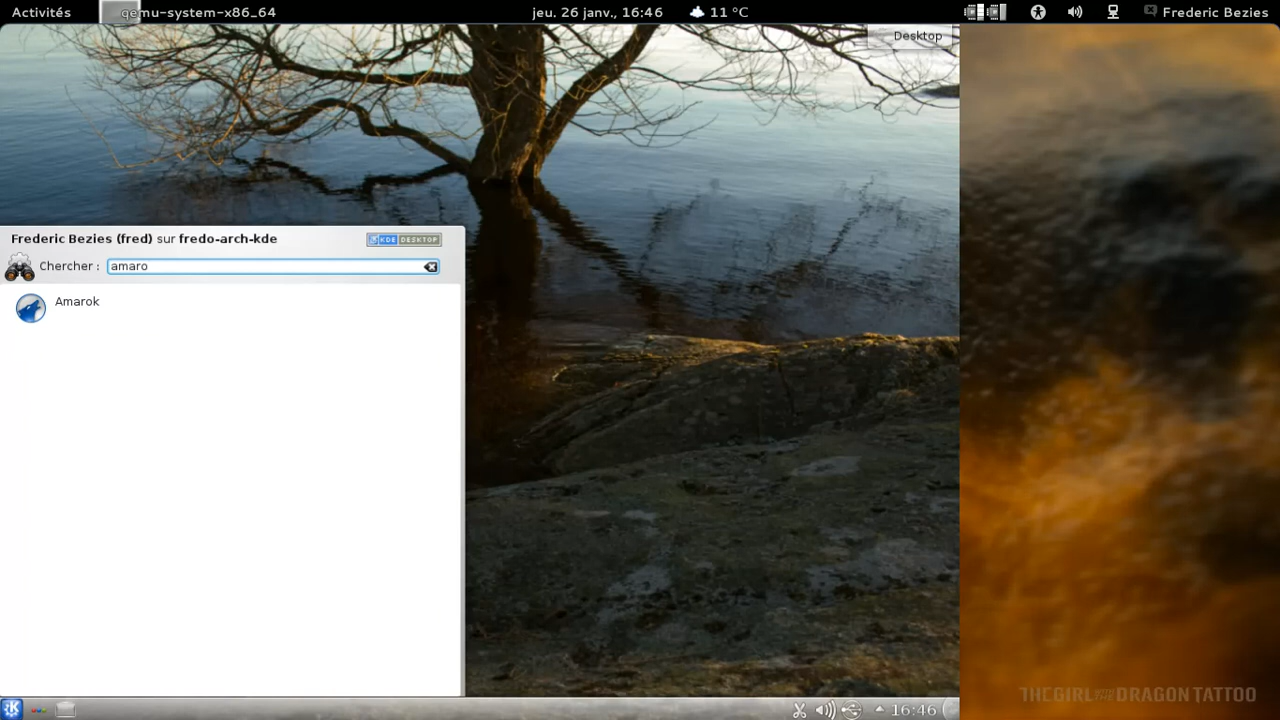 Activités qemu-system-x86_64 jeu. 26 janv., 16:46 11 °C Frederic Bezies
Desktop
Frederic Bezies (fred) sur fredo-arch-kde KDE DESKTOP
Chercher : amaro
Amarok
THE GIRL WITH THE DRAGON TATTOO
16:46